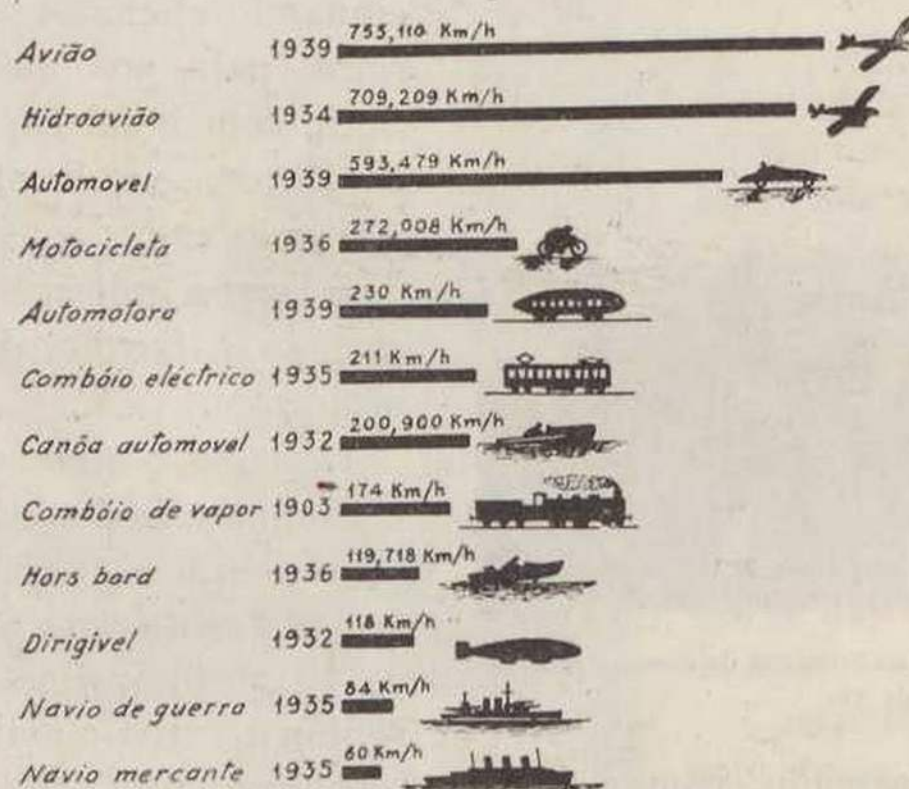 Avião 1939 755,110 Km/h
Hidroavião 1934 709,209 Km/h
Automovel 1939 593,479 Km/h
Motocicleta 1936 272,008 Km/h
Automotora 1939 230 Km/h
Combóio eléctrico 1935 211 Km/h
Canôa automovel 1932 200,900 Km/h
Combóio de vapor 1903 174 Km/h
Hors bord 1936 119,718 Km/h
Dirigível 1932 118 Km/h
Navio de guerra 1935 84 Km/h
Navio mercante 1935 60 Km/h